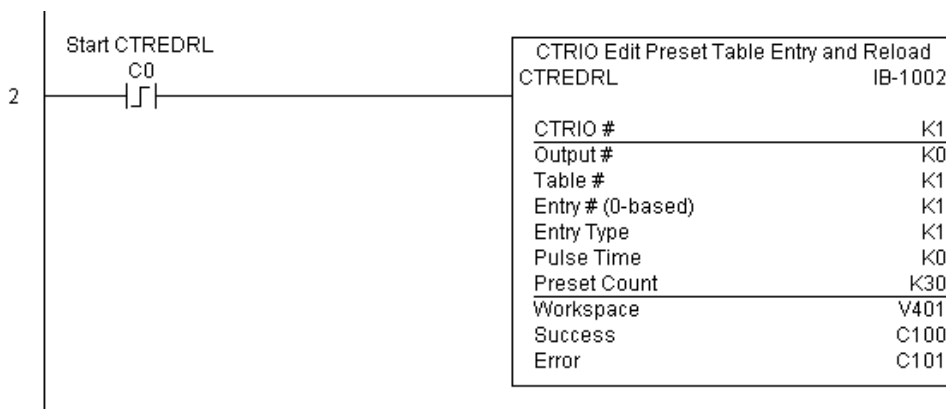 Start CTREDRL
C0
2
CTRIO Edit Preset Table Entry and Reload
CTREDRL IB-1002
CTRIO # K1
Output # K0
Table # K1
Entry # (0-based) K1
Entry Type K1
Pulse Time K0
Preset Count K30
Workspace V401
Success C100
Error C101